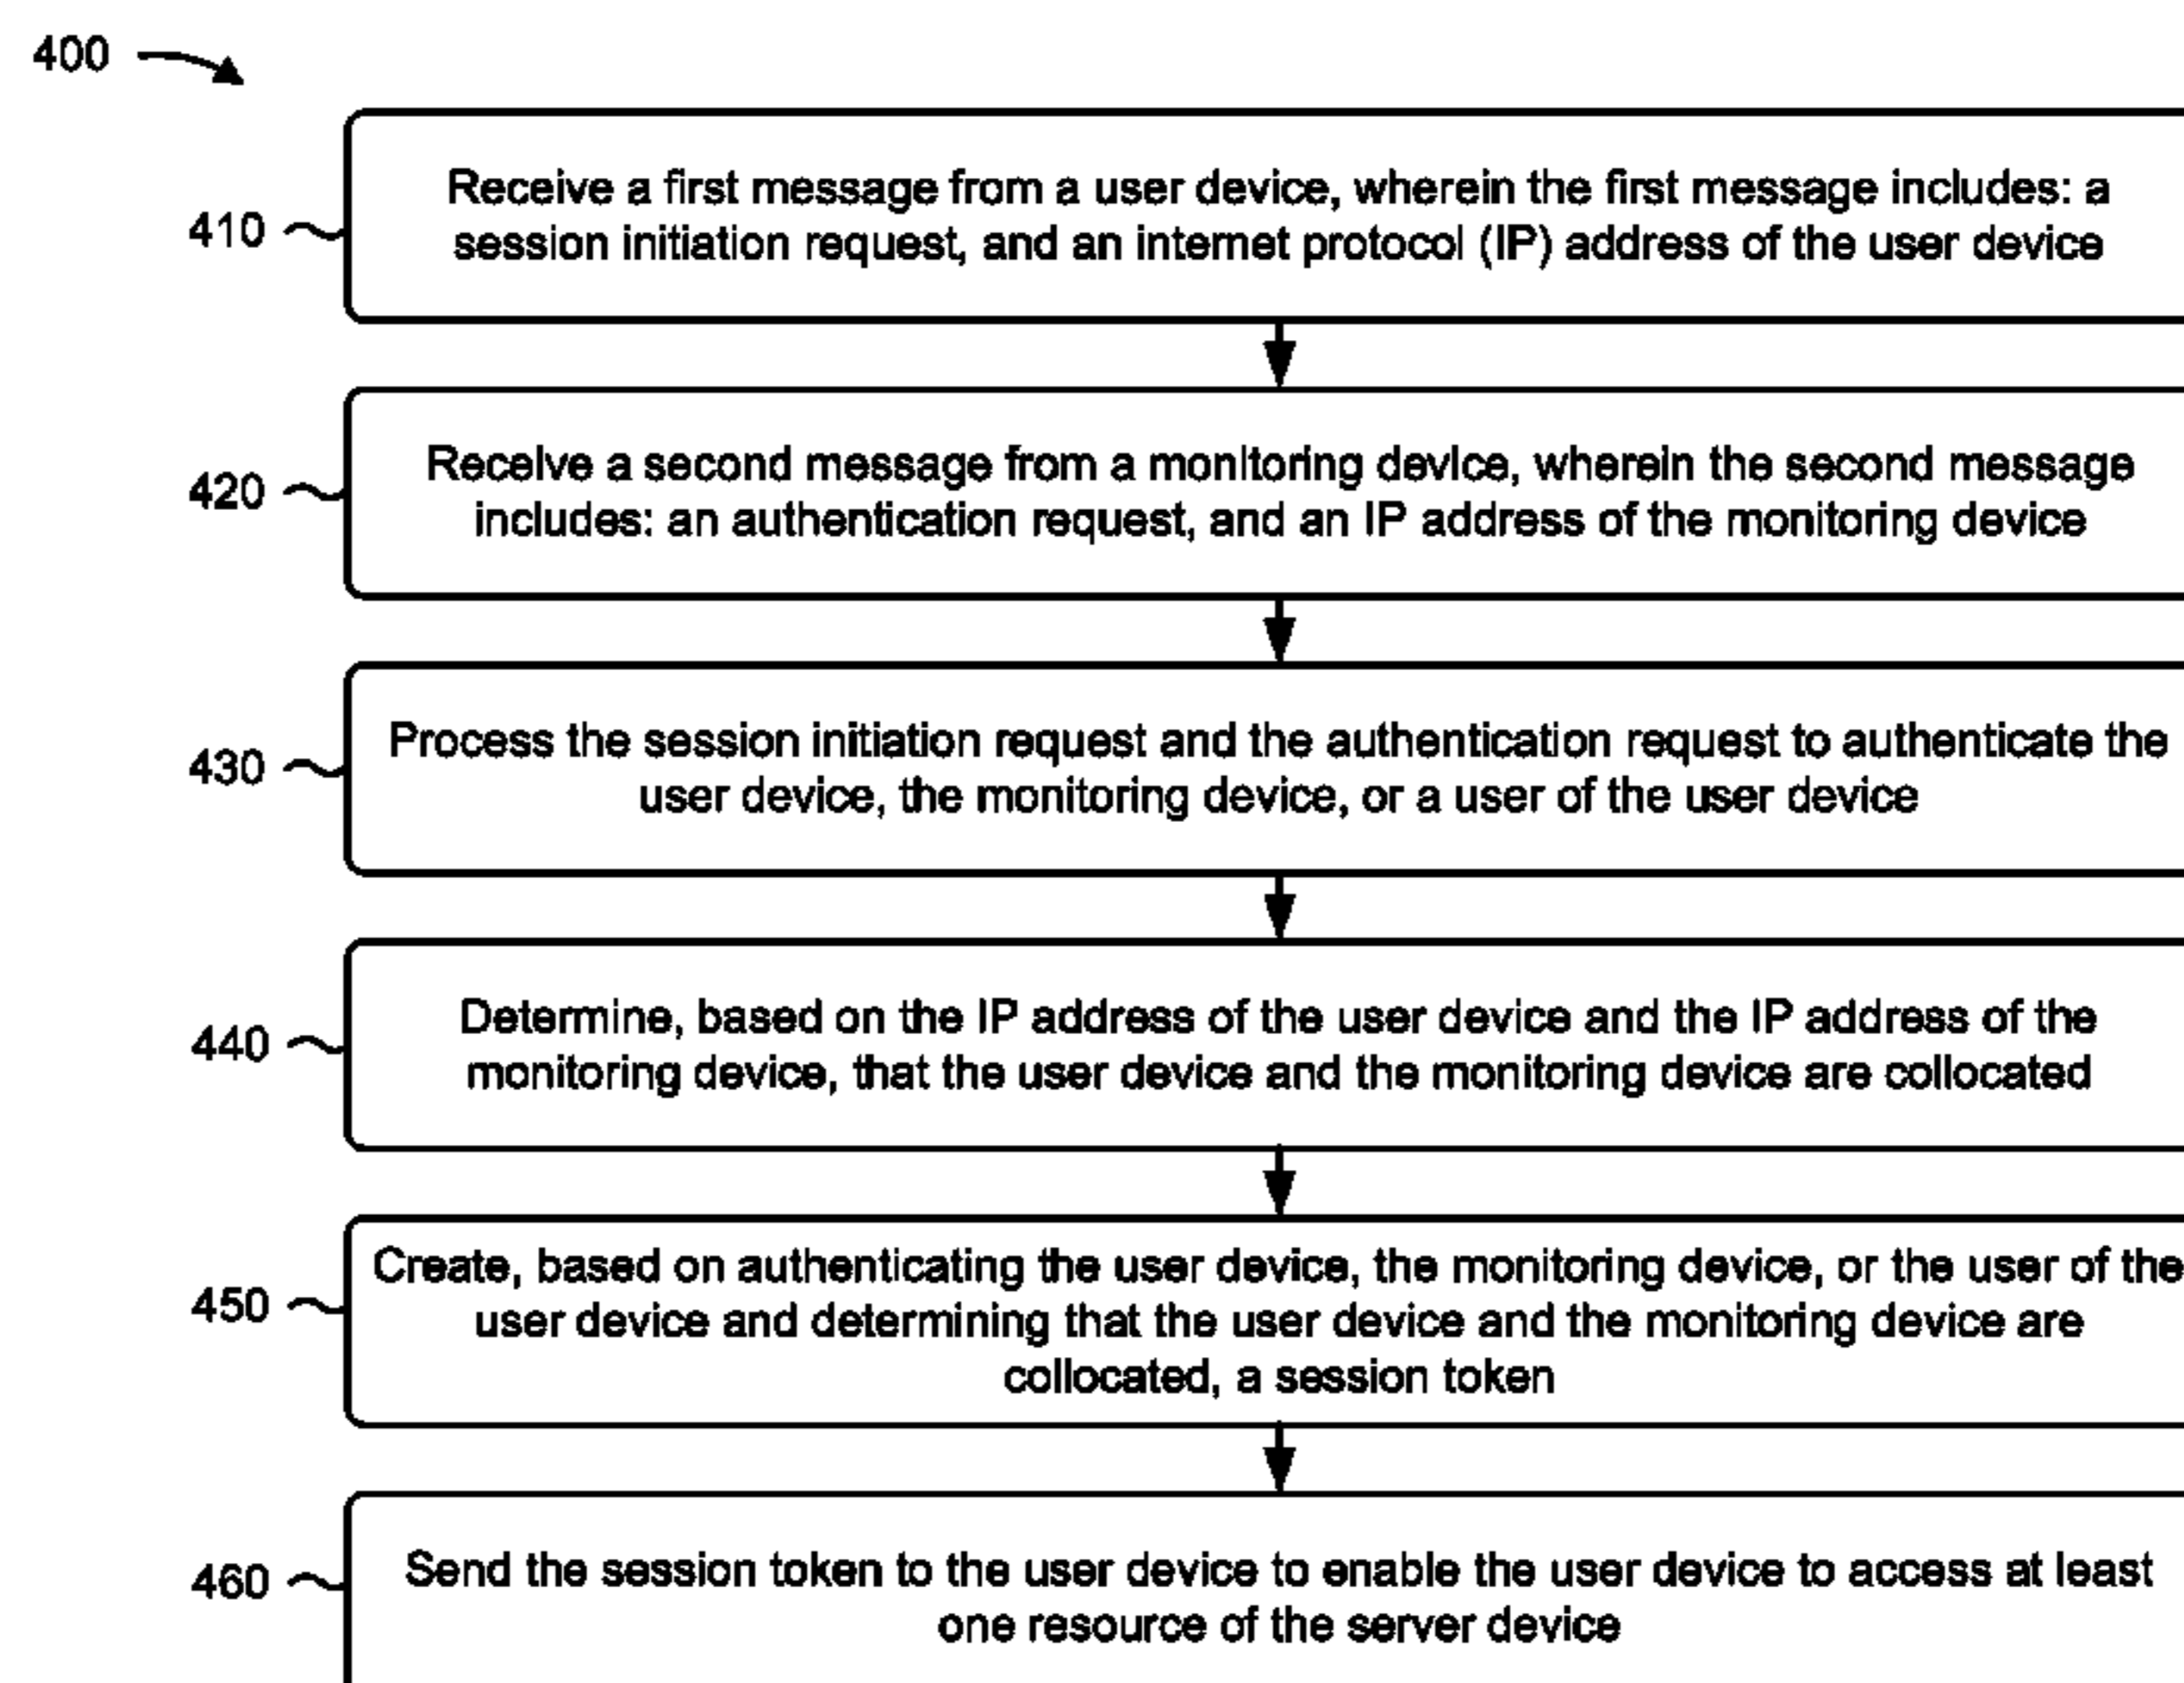 400
410
Receive a first message from a user device, wherein the first message includes: a
session initiation request, and an internet protocol (IP) address of the user device
420
Receive a second message from a monitoring device, wherein the second message
includes: an authentication request, and an IP address of the monitoring device
430
Process the session initiation request and the authentication request to authenticate the
user device, the monitoring device, or a user of the user device
440
Determine, based on the IP address of the user device and the IP address of the
monitoring device, that the user device and the monitoring device are collocated
450
Create, based on authenticating the user device, the monitoring device, or the user of the
user device and determining that the user device and the monitoring device are
collocated, a session token
460
Send the session token to the user device to enable the user device to access at least
one resource of the server device